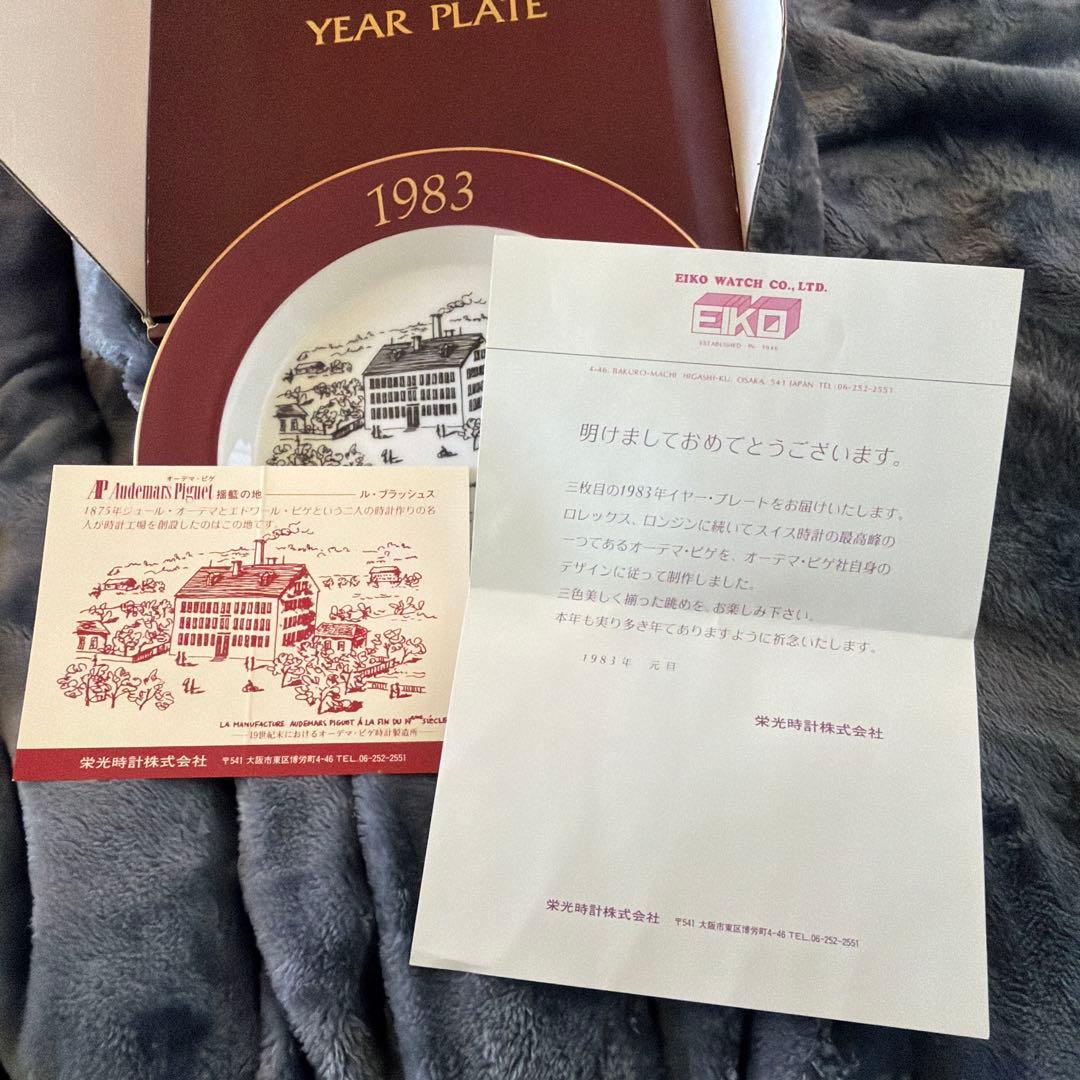 YEAR PLATE
1983
EIKO WATCH CO., LTD.
EIKO
ESTABLISHED IN 1946
4-46, BAKURO-MACHI HIGASHI-KU, OSAKA, 541 JAPAN TEL:06-252-2551
明けましておめでとうございます。
三枚目の1983年イヤー・プレートをお届けいたします。
ロレックス、ロンジンに続いてスイス時計の最高峰の
一つであるオーデマ・ピゲを、オーデマ・ピゲ社自身の
デザインに従って制作しました。
三色美しく揃った眺めを、お楽しみ下さい。
本年も実り多き年でありますように祈念いたします。
1983年 元旦
栄光時計株式会社
栄光時計株式会社 〒541 大阪市東区博労町4-46 TEL.06-252-2551
オーデマ・ピゲ
AP Audemars Piguet 揺籃の地 ル・ブラッシュス
1875年ジュール・オーデマとエドワール・ピゲという二人の時計作りの名
人が時計工場を創設したのはこの地です。
LA MANUFACTURE AUDEMARS PIGUET À LA FIN DU 19ème SIÈCLE
19世紀末におけるオーデマ・ピゲ時計製造所
栄光時計株式会社 〒541 大阪市東区博労町4-46 TEL.06-252-2551